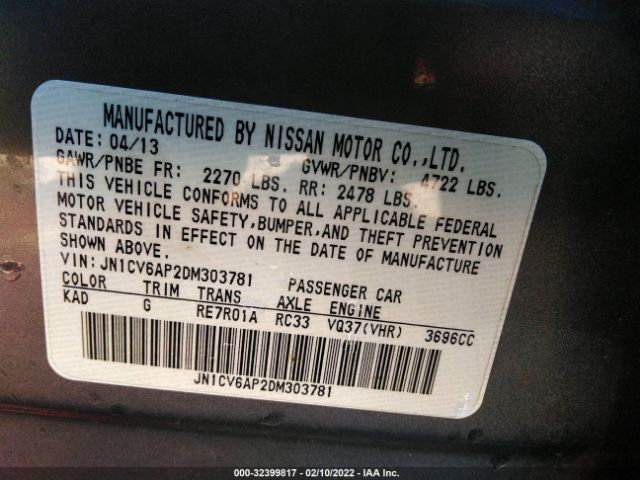 MANUFACTURED BY NISSAN MOTOR CO.,LTD.
DATE: 04/13 GVWR/PNBV: 4722 LBS.
GAWR/PNBE FR: 2270 LBS. RR: 2478 LBS.
THIS VEHICLE CONFORMS TO ALL APPLICABLE FEDERAL
MOTOR VEHICLE SAFETY,BUMPER,AND THEFT PREVENTION
STANDARDS IN EFFECT ON THE DATE OF MANUFACTURE
SHOWN ABOVE.
VIN: JN1CV6AP2DM303781 PASSENGER CAR
COLOR TRIM TRANS AXLE ENGINE
KAD G RE7R01A RC33 VQ37(VHR) 3696CC
JN1CV6AP2DM303781
000-32399817 - 02/10/2022 - IAA Inc.